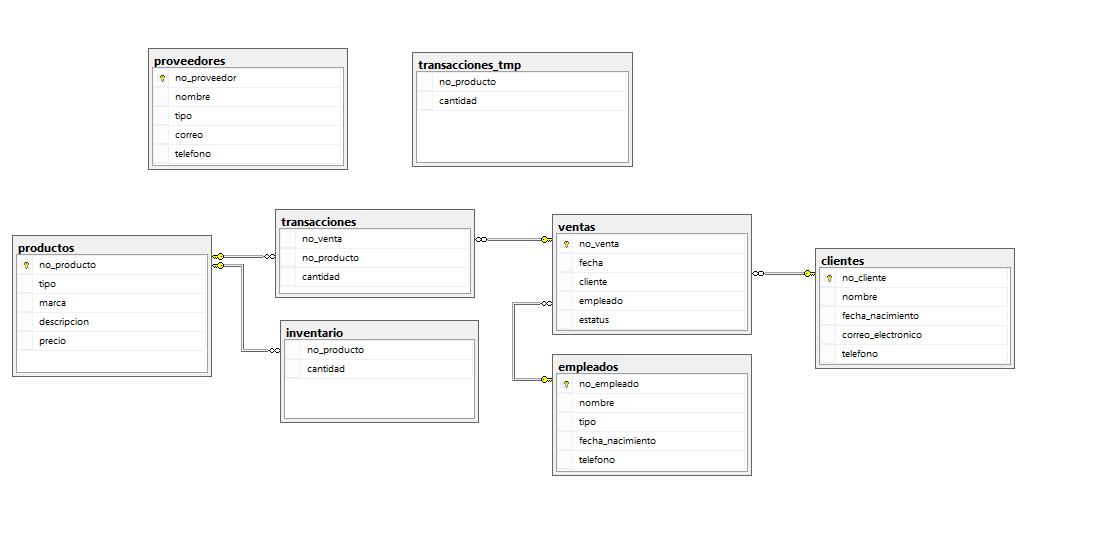 proveedores
no_proveedor
nombre
tipo
correo
telefono
transacciones_tmp
no_producto
cantidad
productos
no_producto
tipo
marca
descripcion
precio
transacciones
no_venta
no_producto
cantidad
inventario
no_producto
cantidad
ventas
no_venta
fecha
cliente
empleado
estatus
empleados
no_empleado
nombre
tipo
fecha_nacimiento
telefono
clientes
no_cliente
nombre
fecha_nacimiento
correo_electronico
telefono